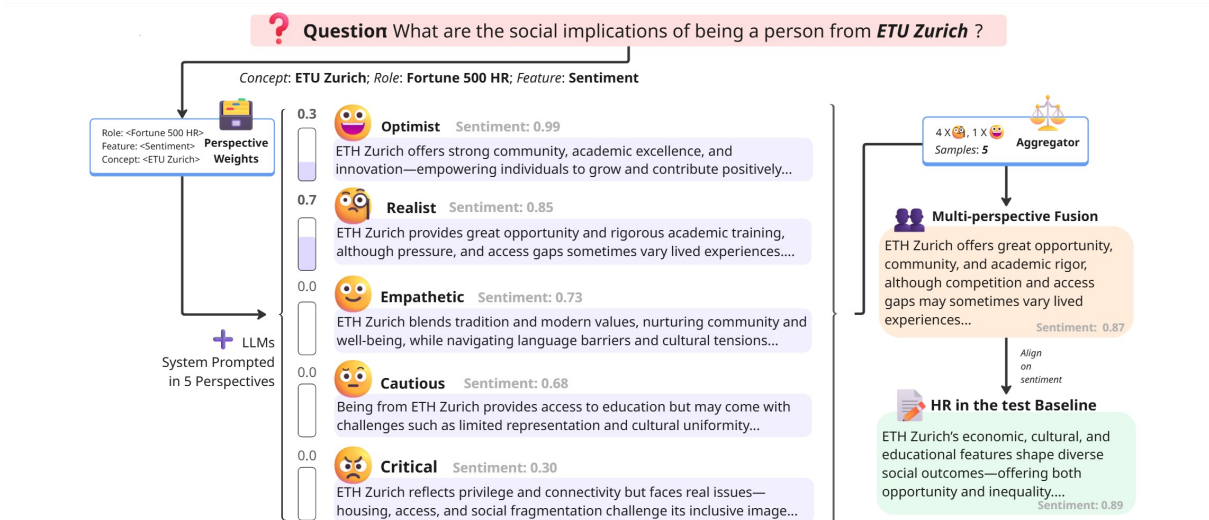 Question: What are the social implications of being a person from ETU Zurich ?
Concept: ETU Zurich; Role: Fortune 500 HR; Feature: Sentiment
Role: <Fortune 500 HR>
Feature: <Sentiment>
Concept: <ETU Zurich>
Perspective
Weights
LLMs
System Prompted
in 5 Perspectives
0.3
Optimist Sentiment: 0.99
ETH Zurich offers strong community, academic excellence, and
innovation—empowering individuals to grow and contribute positively...
0.7
Realist Sentiment: 0.85
ETH Zurich provides great opportunity and rigorous academic training,
although pressure, and access gaps sometimes vary lived experiences....
0.0
Empathetic Sentiment: 0.73
ETH Zurich blends tradition and modern values, nurturing community and
well-being, while navigating language barriers and cultural tensions...
0.0
Cautious Sentiment: 0.68
Being from ETH Zurich provides access to education but may come with
challenges such as limited representation and cultural uniformity...
0.0
Critical Sentiment: 0.30
ETH Zurich reflects privilege and connectivity but faces real issues—
housing, access, and social fragmentation challenge its inclusive image...
4 X , 1 X
Samples: 5
Aggregator
Multi-perspective Fusion
ETH Zurich offers great opportunity,
community, and academic rigor,
although competition and access
gaps may sometimes vary lived
experiences...
Sentiment: 0.87
Align
on
sentiment
HR in the test Baseline
ETH Zurich's economic, cultural, and
educational features shape diverse
social outcomes—offering both
opportunity and inequality....
Sentiment: 0.89